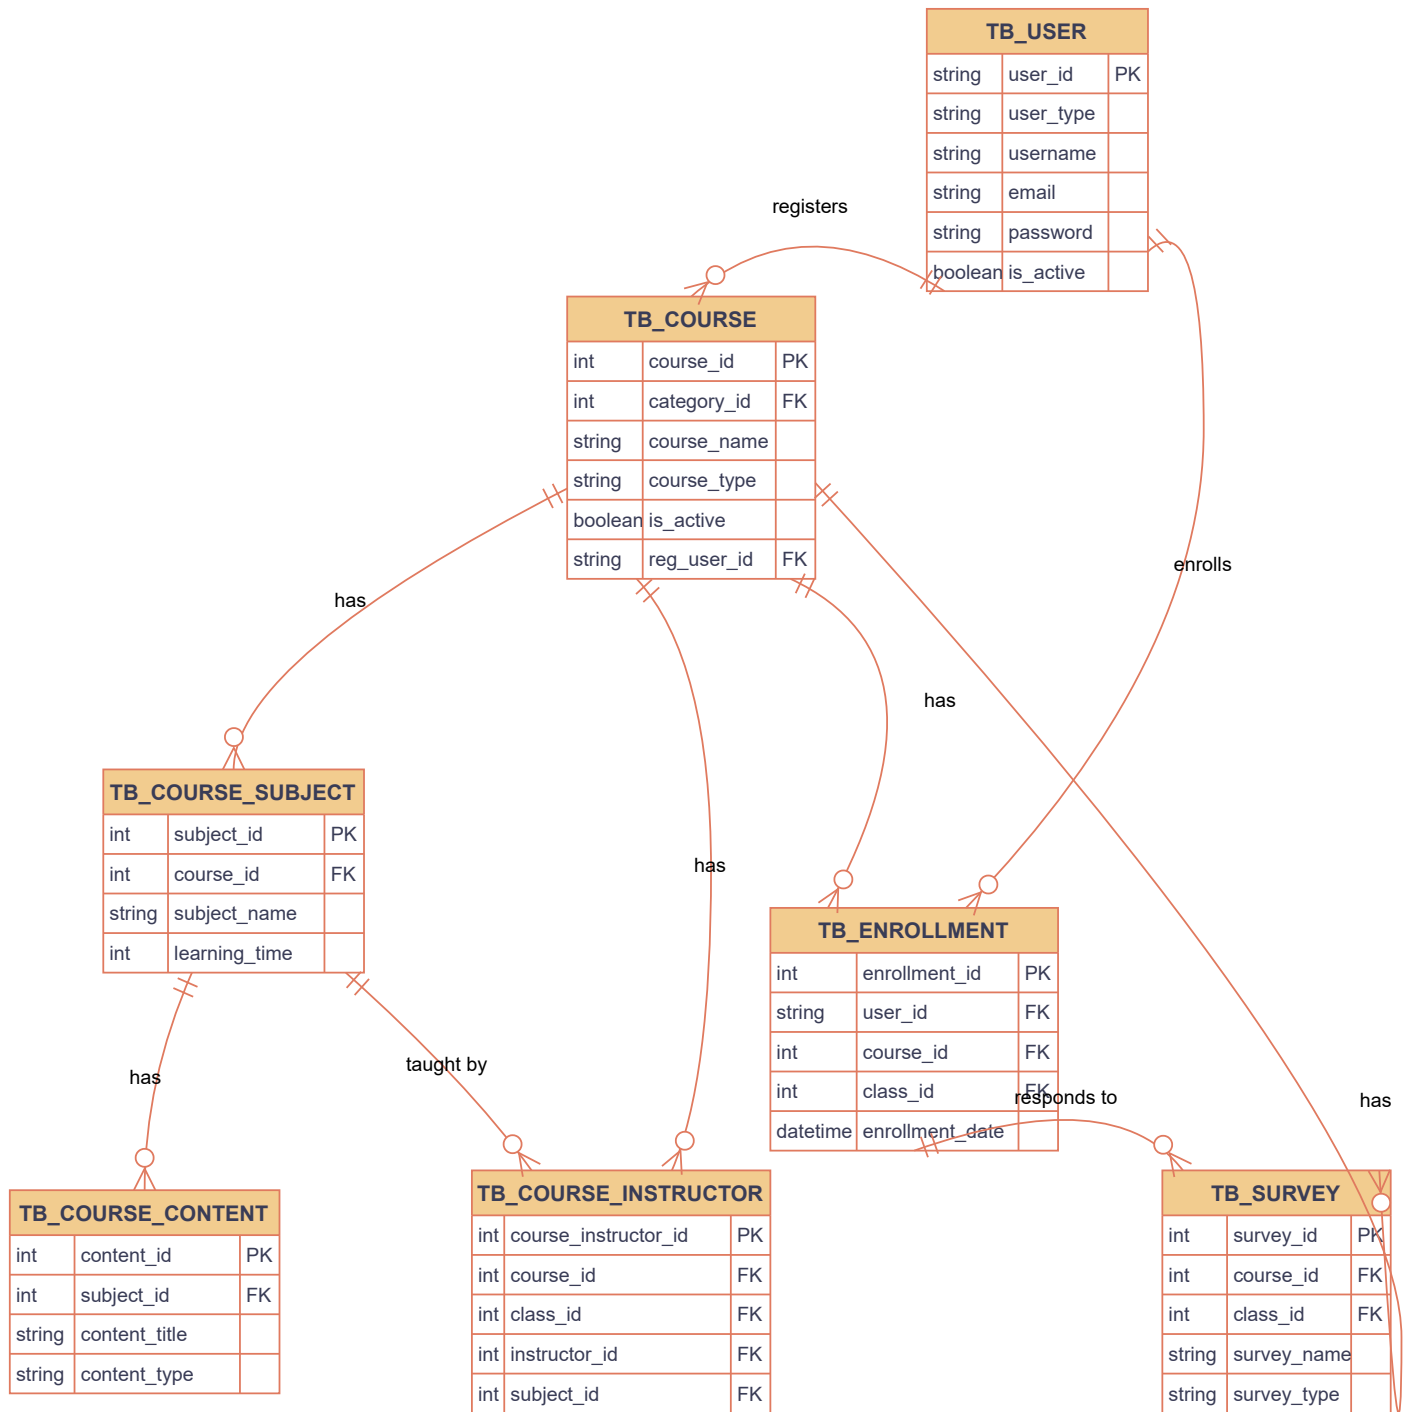 TB_USER
string user_id PK
string user_type
string username
string email
string password
boolean is_active
registers
TB_COURSE
int course_id PK
int category_id FK
string course_name
string course_type
boolean is_active
string reg_user_id FK
enrolls
has
has
has
TB_COURSE_SUBJECT
int subject_id PK
int course_id FK
string subject_name
int learning_time
TB_ENROLLMENT
int enrollment_id PK
string user_id FK
int course_id FK
int class_id FK
datetime enrollment_date
taught by
has
responds to
has
TB_COURSE_CONTENT
int content_id PK
int subject_id FK
string content_title
string content_type
TB_COURSE_INSTRUCTOR
int course_instructor_id PK
int course_id FK
int class_id FK
int instructor_id FK
int subject_id FK
TB_SURVEY
int survey_id PK
int course_id FK
int class_id FK
string survey_name
string survey_type